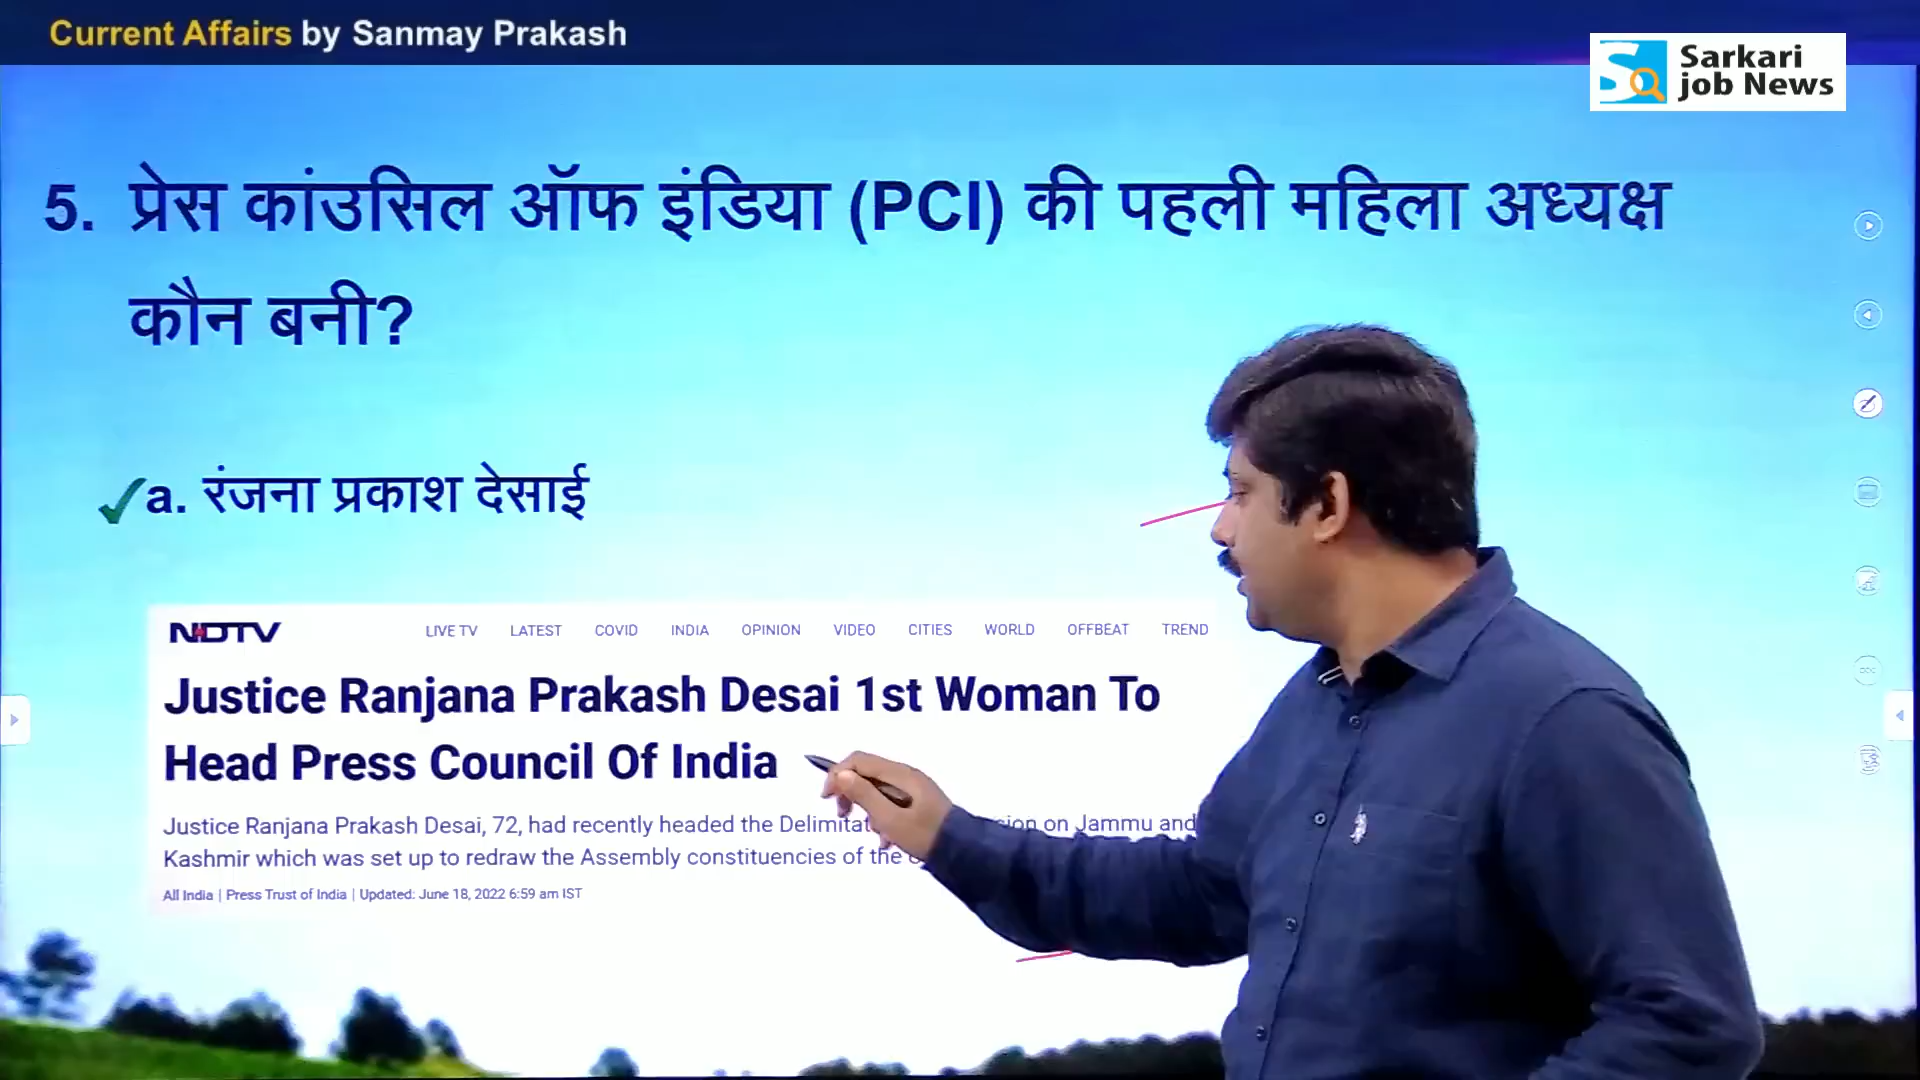 Current Affairs by Sanmay Prakash
Sarkari
job News
5. प्रेस कांउसिल ऑफ इंडिया (PCI) की पहली महिला अध्यक्ष
कौन बनी?
a. रंजना प्रकाश देसाई
NDTV LIVE TV LATEST COVID INDIA OPINION VIDEO CITIES WORLD OFFBEAT TREND
Justice Ranjana Prakash Desai 1st Woman To
Head Press Council Of India
Justice Ranjana Prakash Desai, 72, had recently headed the on Jammu and
Kashmir which was set up to redraw the Assembly constituencies of the
All India | Press Trust of India | Updated: June 18, 2022 6:59 am IST